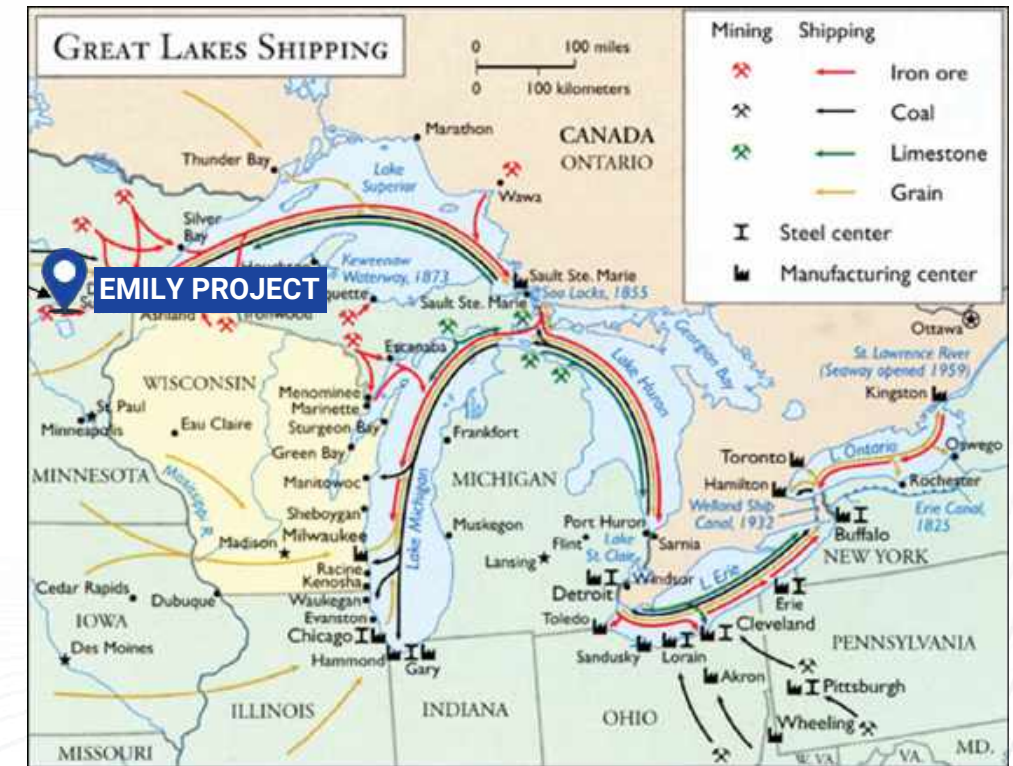 GREAT LAKES SHIPPING
0 100 miles
0 100 kilometers
Mining Shipping
Iron ore
Coal
Limestone
Grain
Steel center
Manufacturing center
CANADA
ONTARIO
Marathon
Thunder Bay
Lake
Superior
Wawa
Silver
Bay
Keweenaw
Waterway, 1873
EMILY PROJECT
Sault Ste. Marie
Sault Ste. Marie
Soo Locks, 1855
Ashland
Ironwood
Escanaba
Ottawa
St. Lawrence River
(Seaway opened 1959)
Kingston
Georgian Bay
Lake Huron
WISCONSIN
Menominee
Marinette
St. Paul
Minneapolis
Eau Claire
Sturgeon Bay
Green Bay
Frankfort
MINNESOTA
Mississippi R.
Manitowoc
MICHIGAN
Toronto
L. Ontario
Oswego
Hamilton
Rochester
Welland Ship
Canal, 1932
Erie Canal,
1825
Sheboygan
Milwaukee
Lake Michigan
Muskegon
Port Huron
Flint
Lake
St. Clair
Sarnia
Buffalo
NEW YORK
Madison
Racine
Lansing
Kenosha
Windsor
L. Erie
Cedar Rapids
Dubuque
Waukegan
Detroit
Erie
IOWA
Evanston
Toledo
Cleveland
Des Moines
Chicago
Sandusky
Lorain
PENNSYLVANIA
Hammond
Gary
Akron
Pittsburgh
ILLINOIS
INDIANA
OHIO
Wheeling
MISSOURI
W. VA.
VA.
MD.